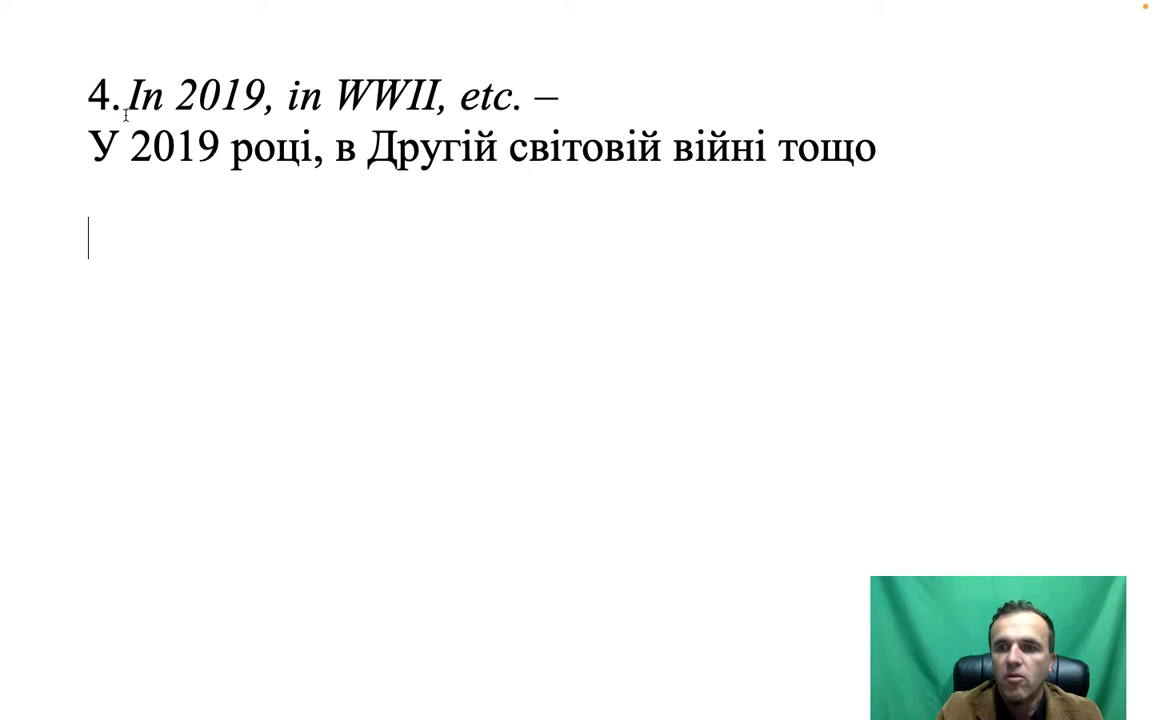 4. In 2019, in WWII, etc. –
У 2019 році, в Другій світовій війні тощо